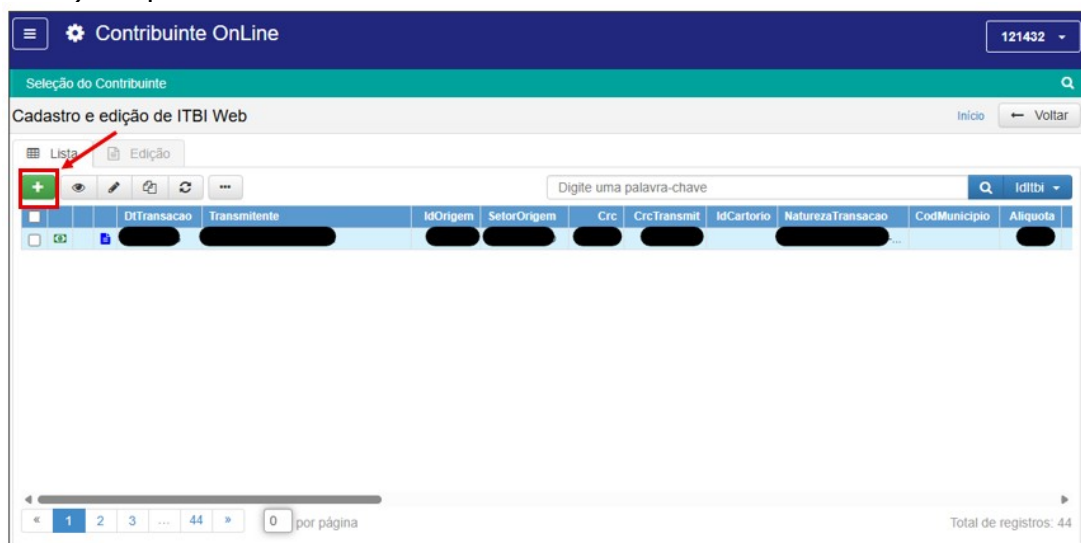 Contribuinte OnLine
121432
Seleção do Contribuinte
Cadastro e edição de ITBI Web
Início
Voltar
Lista
Edição
Digite uma palavra-chave
IdItbi
DtTransacao Transmitente IdOrigem SetorOrigem Crc CrcTransmit IdCartorio NaturezaTransacao CodMunicipio Aliquota
« 1 2 3 ... 44 » 0 por página
Total de registros: 44